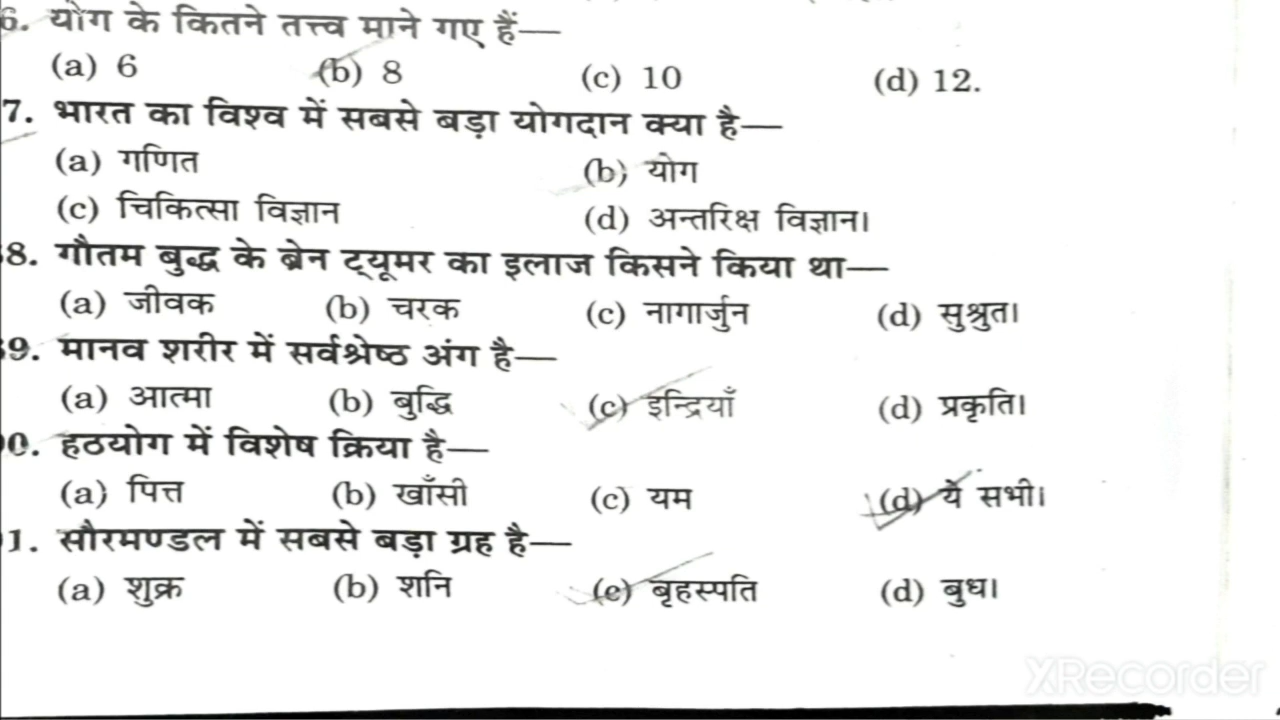 6. योग के कितने तत्त्व माने गए हैं—
(a) 6 (b) 8 (c) 10 (d) 12.
7. भारत का विश्व में सबसे बड़ा योगदान क्या है—
(a) गणित (b) योग
(c) चिकित्सा विज्ञान (d) अन्तरिक्ष विज्ञान।
8. गौतम बुद्ध के ब्रेन ट्यूमर का इलाज किसने किया था—
(a) जीवक (b) चरक (c) नागार्जुन (d) सुश्रुत।
9. मानव शरीर में सर्वश्रेष्ठ अंग है—
(a) आत्मा (b) बुद्धि (c) इन्द्रियाँ (d) प्रकृति।
0. हठयोग में विशेष क्रिया है—
(a) पित्त (b) खाँसी (c) यम (d) ये सभी।
1. सौरमण्डल में सबसे बड़ा ग्रह है—
(a) शुक्र (b) शनि (c) बृहस्पति (d) बुध।
XRecorder